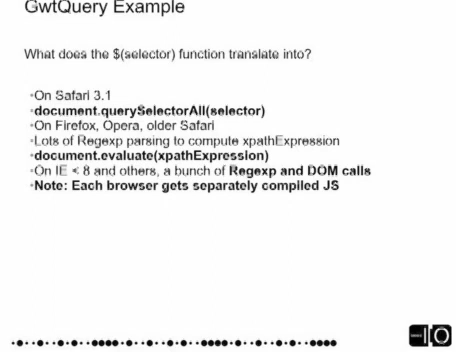 GwtQuery Example
What does the $(selector) function translate into?
•On Safari 3.1
•document.querySelectorAll(selector)
•On Firefox, Opera, older Safari
•Lots of Regexp parsing to compute xpathExpression
•document.evaluate(xpathExpression)
•On IE < 8 and others, a bunch of Regexp and DOM calls
•Note: Each browser gets separately compiled JS
IO